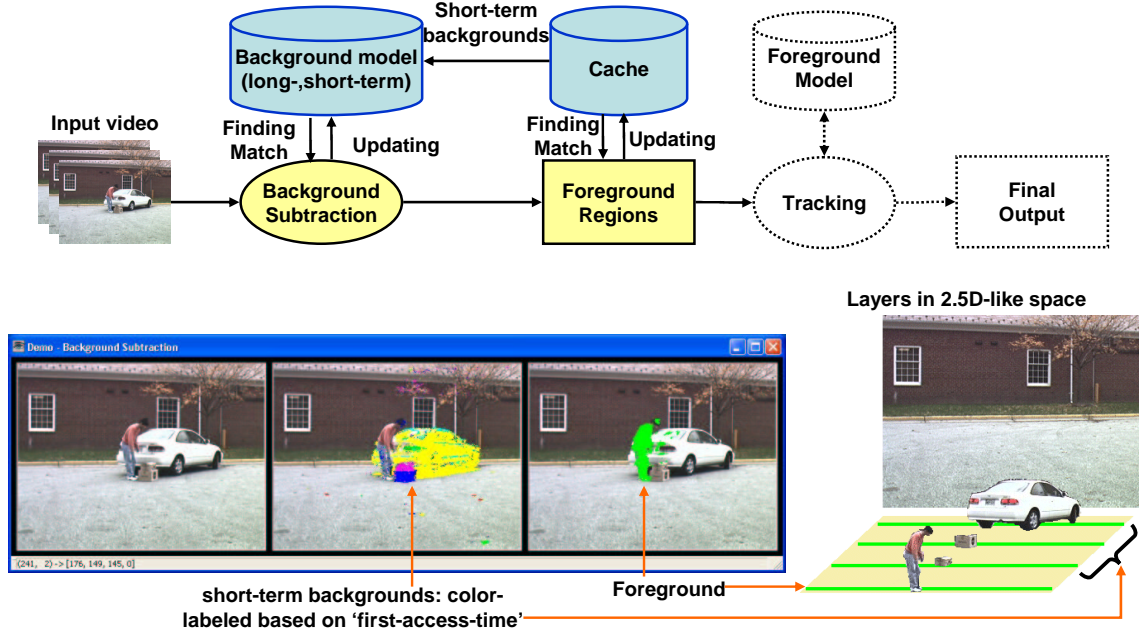 Short-term
backgrounds
Background model
(long-,short-term)
Cache
Foreground
Model
Input video
Finding
Match
Updating
Finding
Match
Updating
Background
Subtraction
Foreground
Regions
Tracking
Final
Output
Layers in 2.5D-like space
Demo - Background Subtraction
(241, 2)->[176, 149, 145, 0]
short-term backgrounds: color-
labeled based on ‘first-access-time’
Foreground